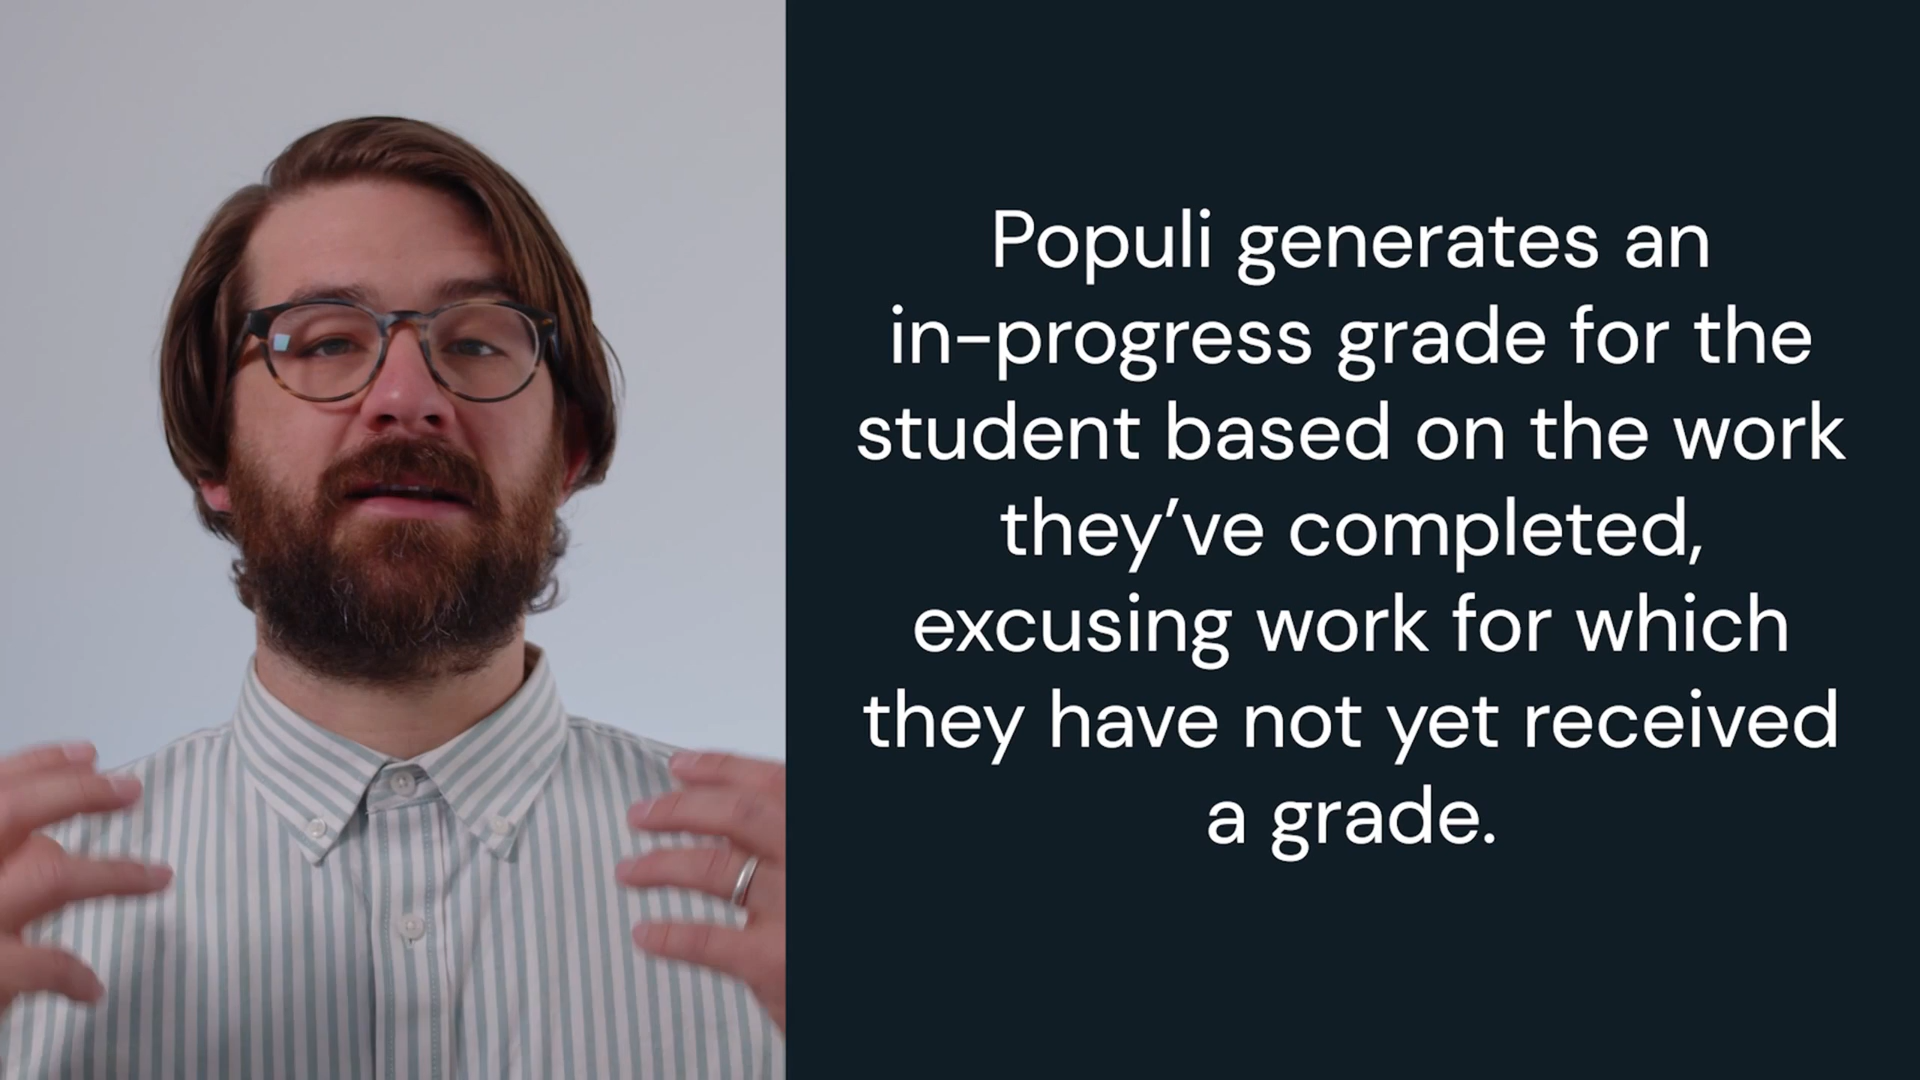 Populi generates an
in-progress grade for the
student based on the work
they’ve completed,
excusing work for which
they have not yet received
a grade.